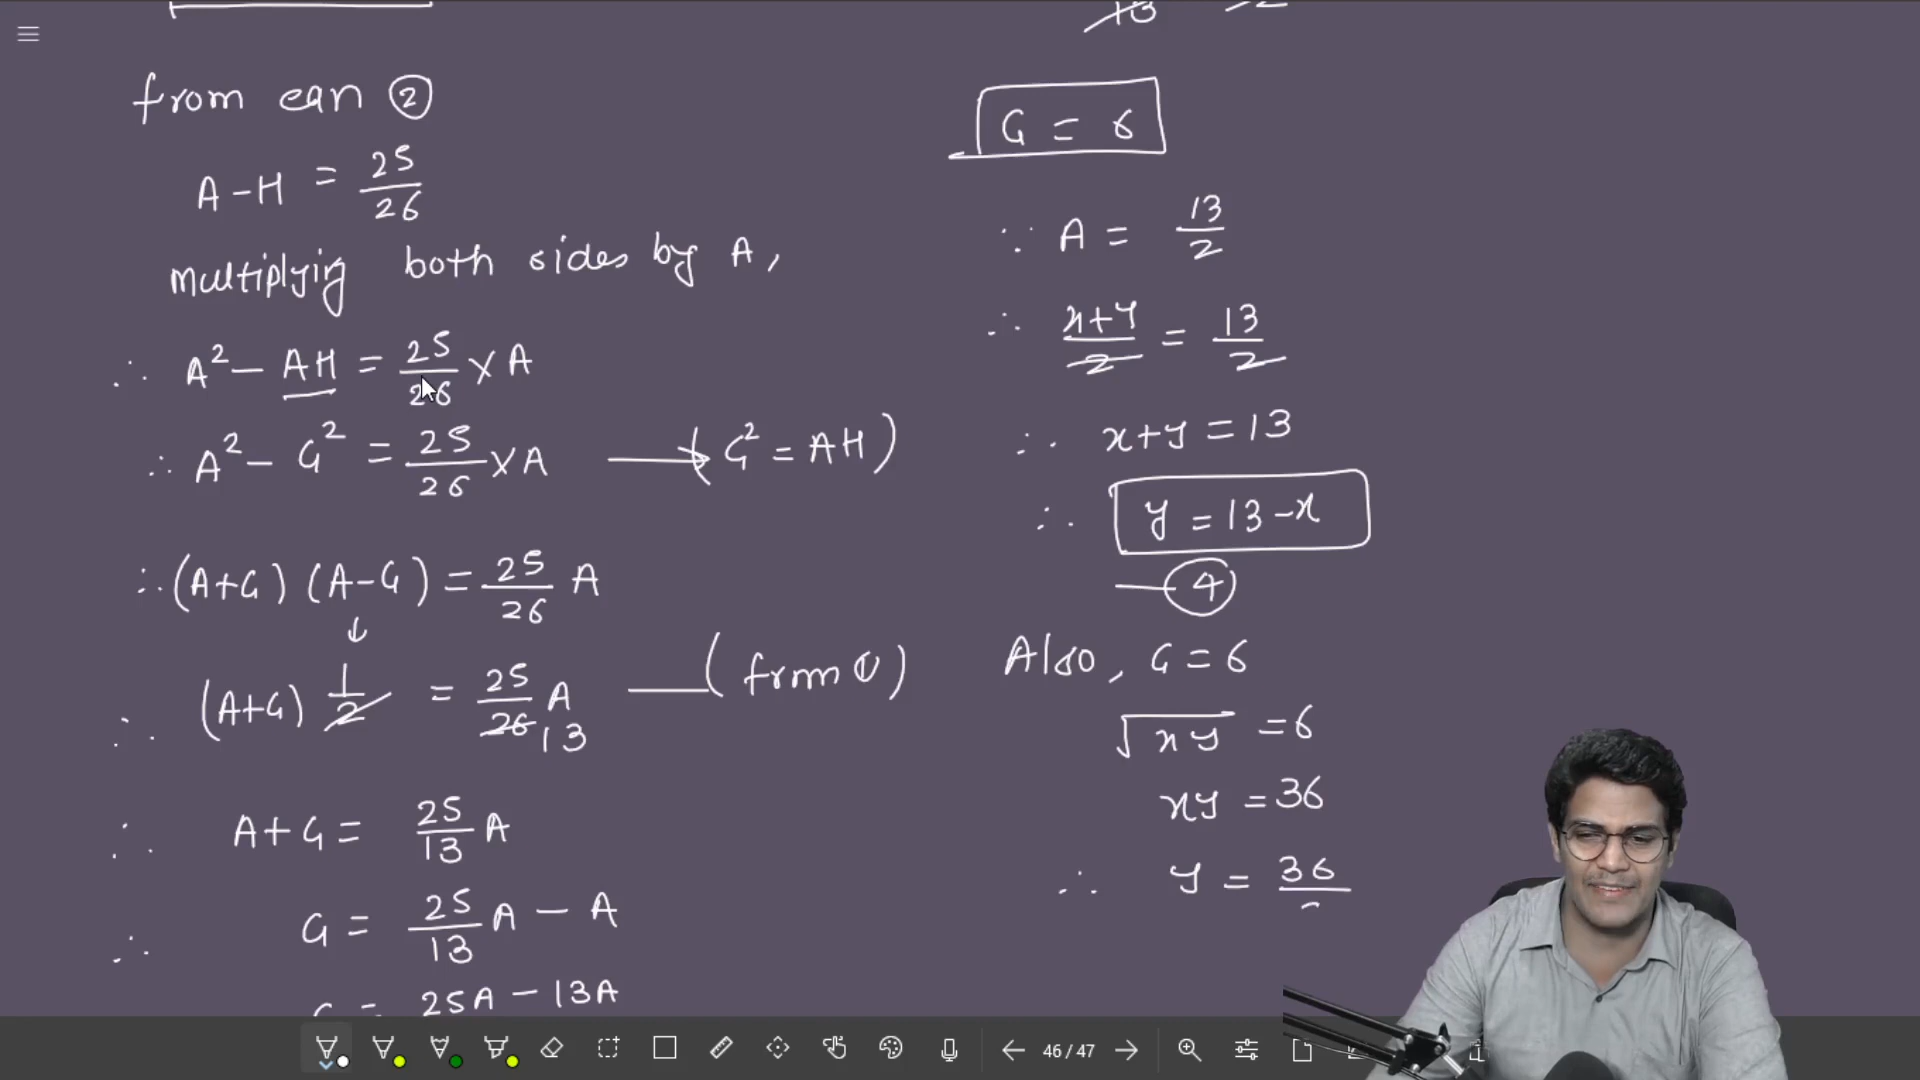 from eqn ②
A - H = 25/26
multiplying both sides by A,
∴ A² - AH = 25/26 × A
∴ A² - G² = 25/26 × A → (G² = AH)
∴ (A+G) (A-G) = 25/26 A
↓
∴ (A+G) 1/2 = 25/26 A — (from ①)
13
∴ A+G = 25/13 A
∴ G = 25/13 A - A
25A - 13A
G = 6
∵ A = 13/2
∴ x+y/2 = 13/2
∴ x+y = 13
∴ y = 13-x
— ④
Also, G = 6
√xy = 6
xy = 36
∴ y = 36
46 / 47